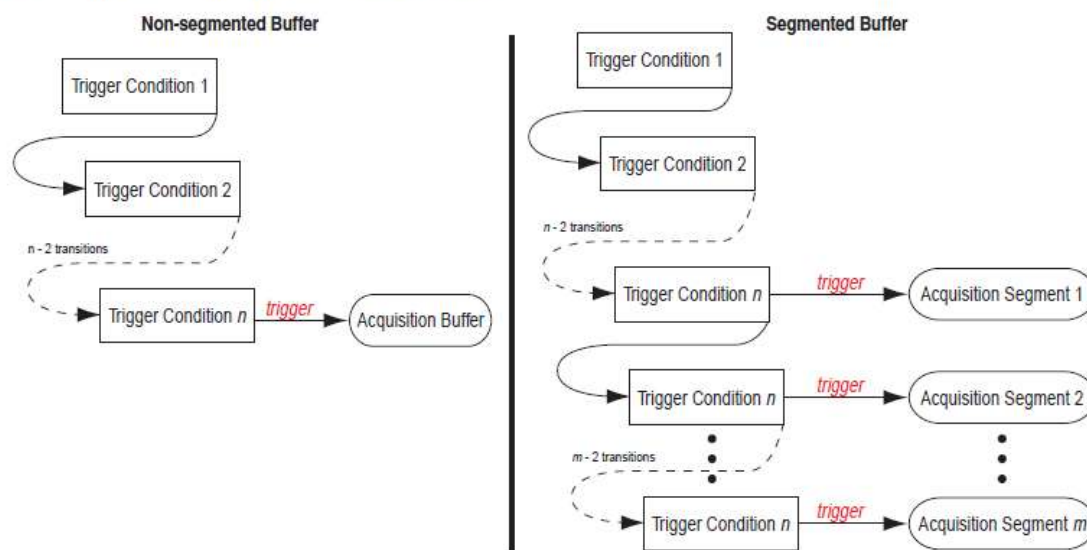 Non-segmented Buffer
Trigger Condition 1
Trigger Condition 2
n - 2 transitions
Trigger Condition n
trigger
Acquisition Buffer
Segmented Buffer
Trigger Condition 1
Trigger Condition 2
n - 2 transitions
Trigger Condition n
trigger
Acquisition Segment 1
Trigger Condition n
trigger
Acquisition Segment 2
m - 2 transitions
Trigger Condition n
trigger
Acquisition Segment m